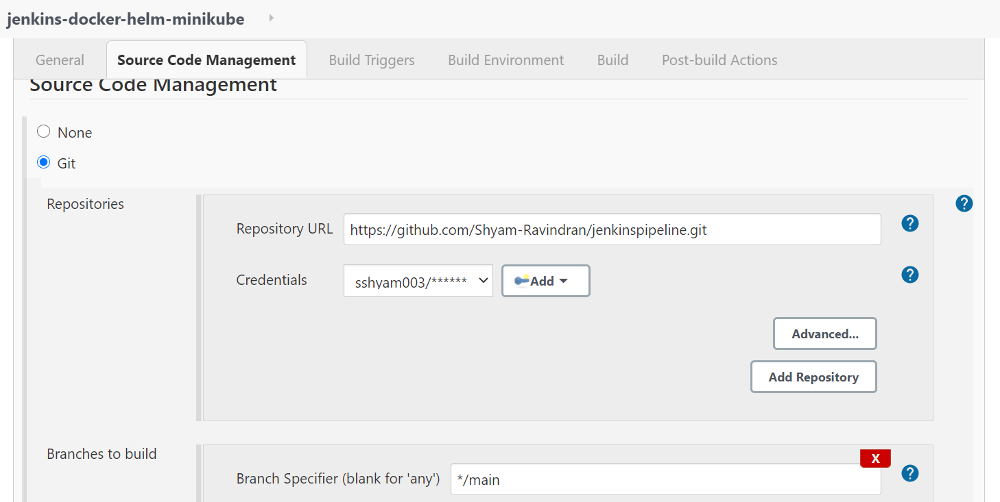 jenkins-docker-helm-minikube
General Source Code Management Build Triggers Build Environment Build Post-build Actions
Source Code Management
None
Git
Repositories
?
Repository URL https://github.com/Shyam-Ravindran/jenkinspipeline.git ?
Credentials sshyam003/****** Add ?
Advanced...
Add Repository
Branches to build
X
Branch Specifier (blank for 'any') */main ?